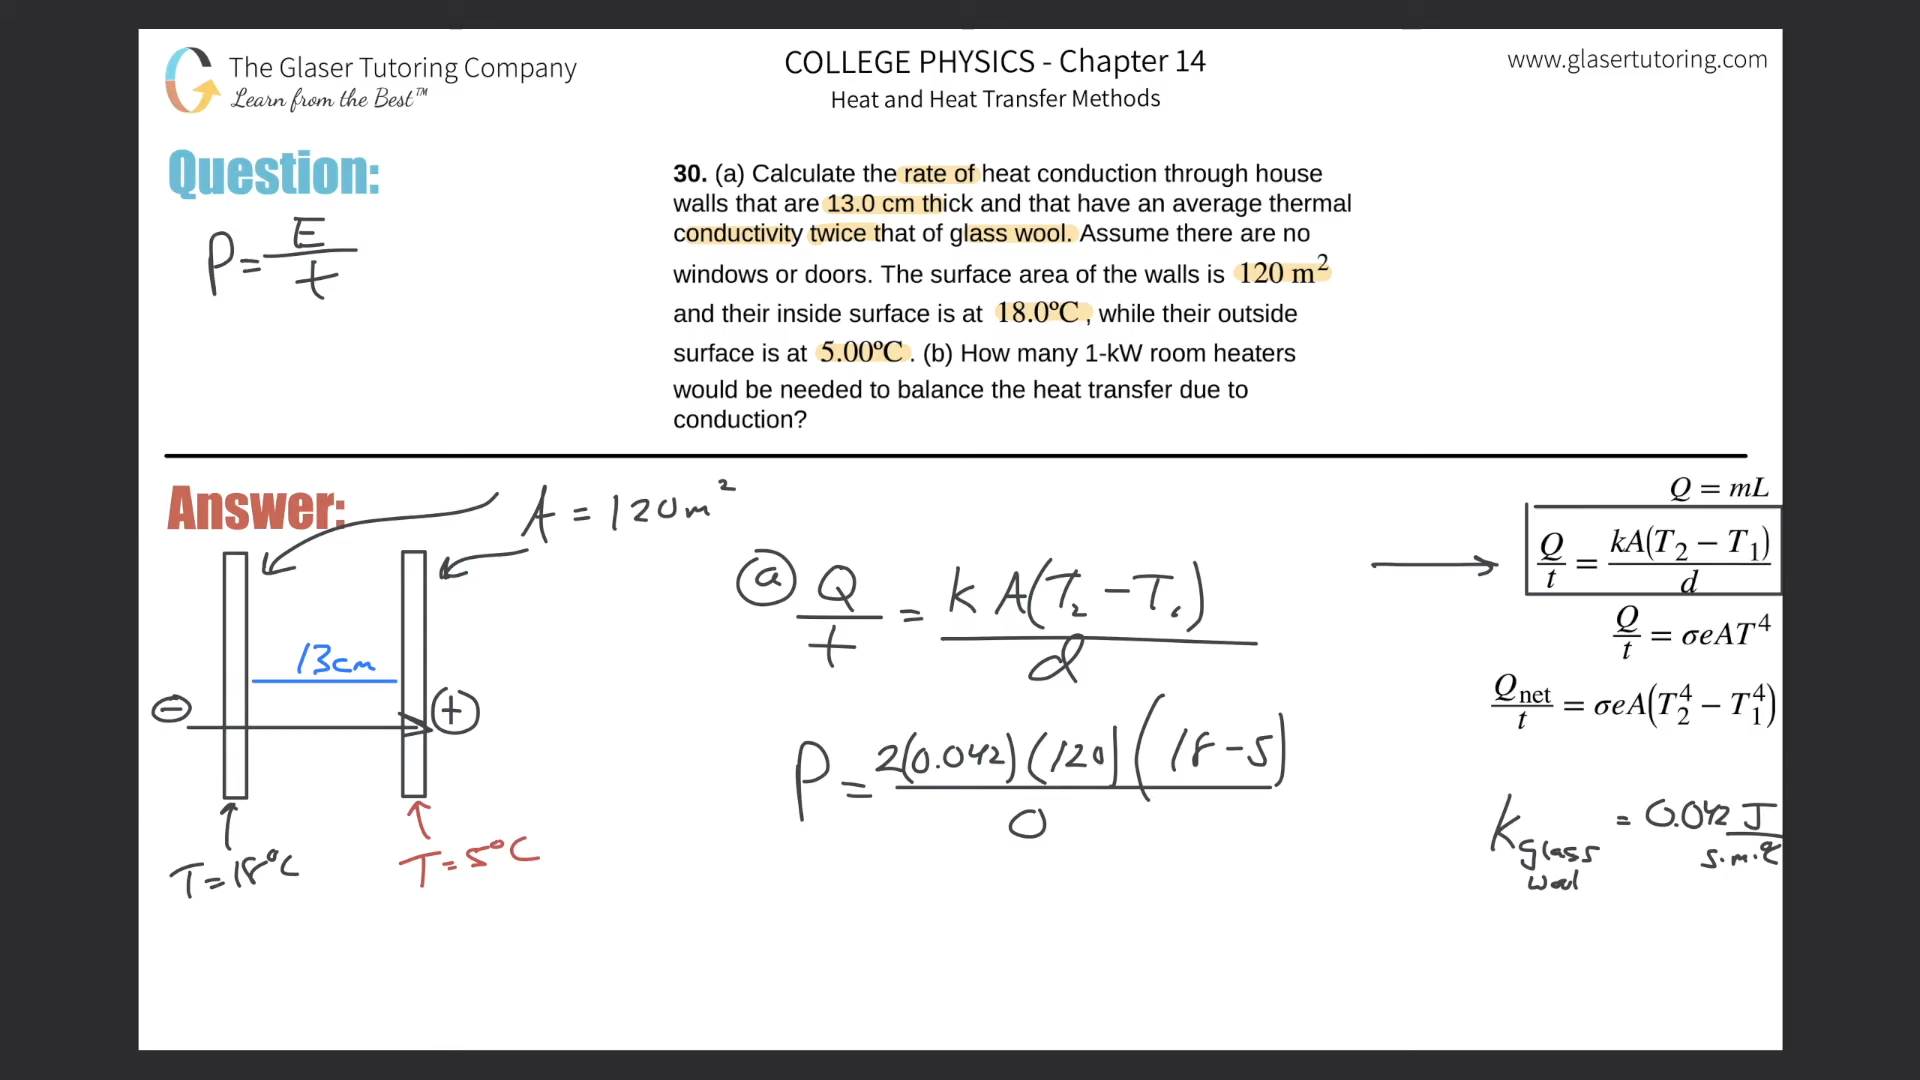 The Glaser Tutoring Company
Learn from the Best™
COLLEGE PHYSICS - Chapter 14
Heat and Heat Transfer Methods
www.glasertutoring.com
Question:
P = E/t
30. (a) Calculate the rate of heat conduction through house
walls that are 13.0 cm thick and that have an average thermal
conductivity twice that of glass wool. Assume there are no
windows or doors. The surface area of the walls is 120 m²
and their inside surface is at 18.0ºC , while their outside
surface is at 5.00ºC . (b) How many 1-kW room heaters
would be needed to balance the heat transfer due to
conduction?
Answer:
A = 120m²
13cm
⊖
⊕
T=18°C
T=5°C
ⓐ Q/t = kA(T₂ - T₁)/d
P = 2(0.042)(120)(18-5)/0
Q = mL
Q/t = kA(T₂ − T₁)/d
Q/t = σeAT⁴
Qnet/t = σeA(T₂⁴ − T₁⁴)
k glass wool = 0.042 J/s·m·°C